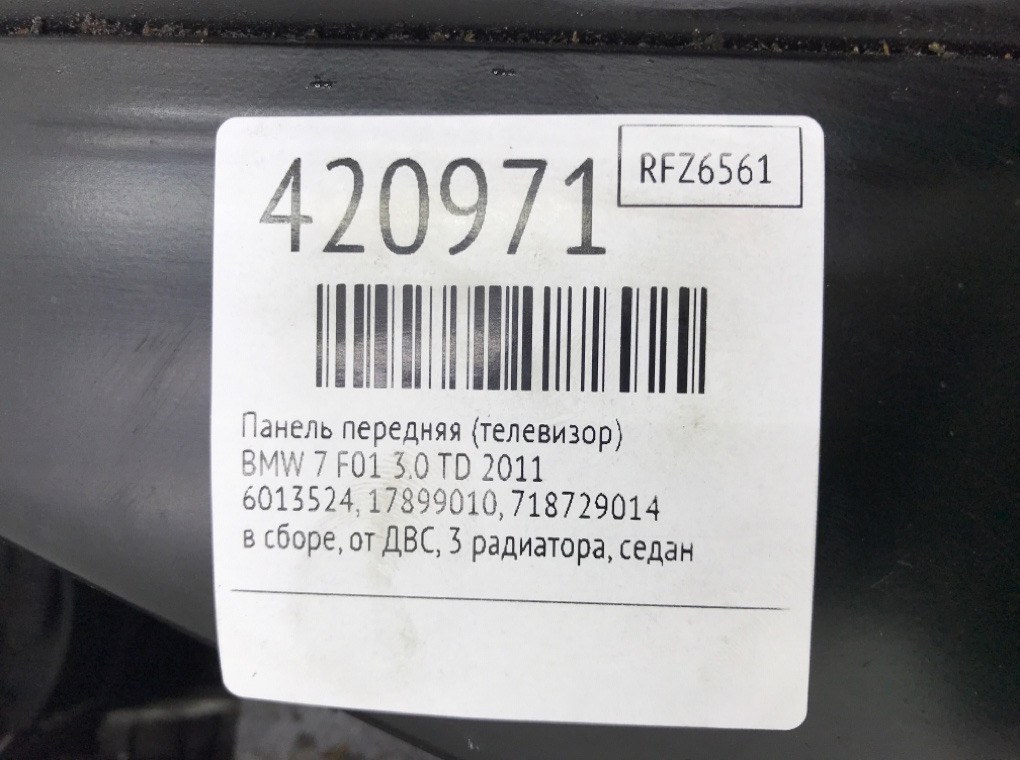 420971
RFZ6561
Панель передняя (телевизор)
BMW 7 F01 3.0 TD 2011
6013524, 17899010, 718729014
в сборе, от ДВС, 3 радиатора, седан